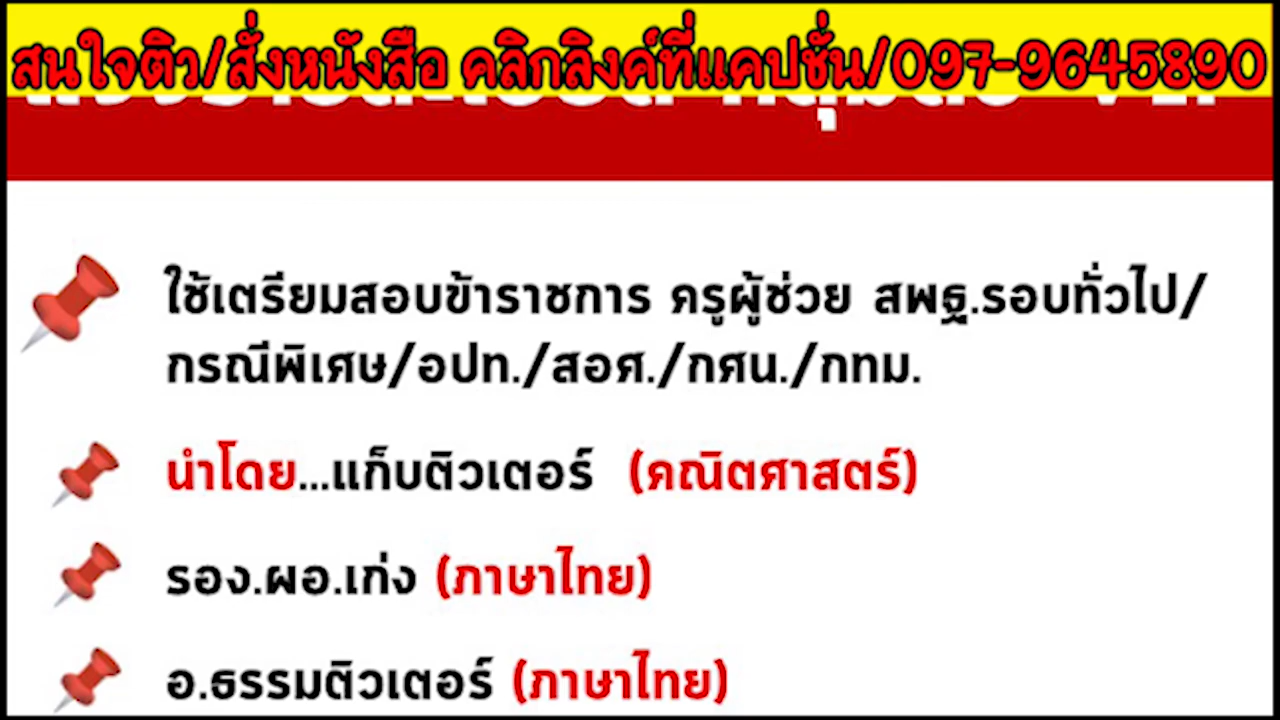 สนใจติว/สั่งหนังสือ คลิกลิงค์ที่แคปชั่น/097-9645890
ใช้เตรียมสอบข้าราชการ ครูผู้ช่วย สพฐ.รอบทั่วไป/
กรณีพิเศษ/อปท./สอศ./กศน./กทม.
นำโดย...แก็บติวเตอร์ (คณิตศาสตร์)
รอง.ผอ.เก่ง (ภาษาไทย)
อ.ธรรมติวเตอร์ (ภาษาไทย)